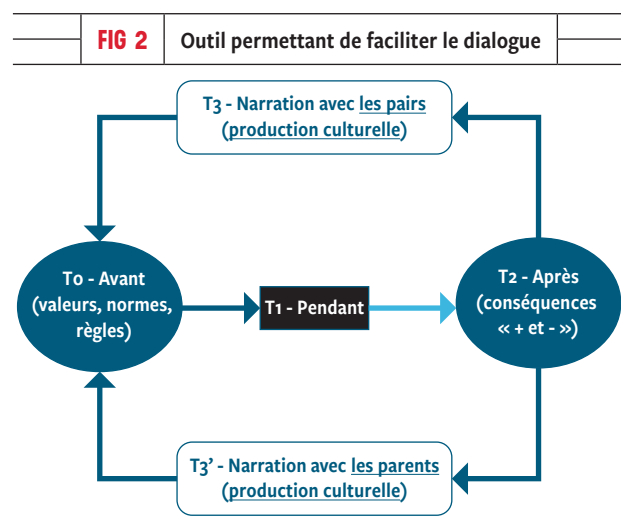 FIG 2
Outil permettant de faciliter le dialogue
T3 - Narration avec les pairs
(production culturelle)
T0 - Avant
(valeurs, normes,
règles)
T1 - Pendant
T2 - Après
(conséquences
« + et - »)
T3’ - Narration avec les parents
(production culturelle)